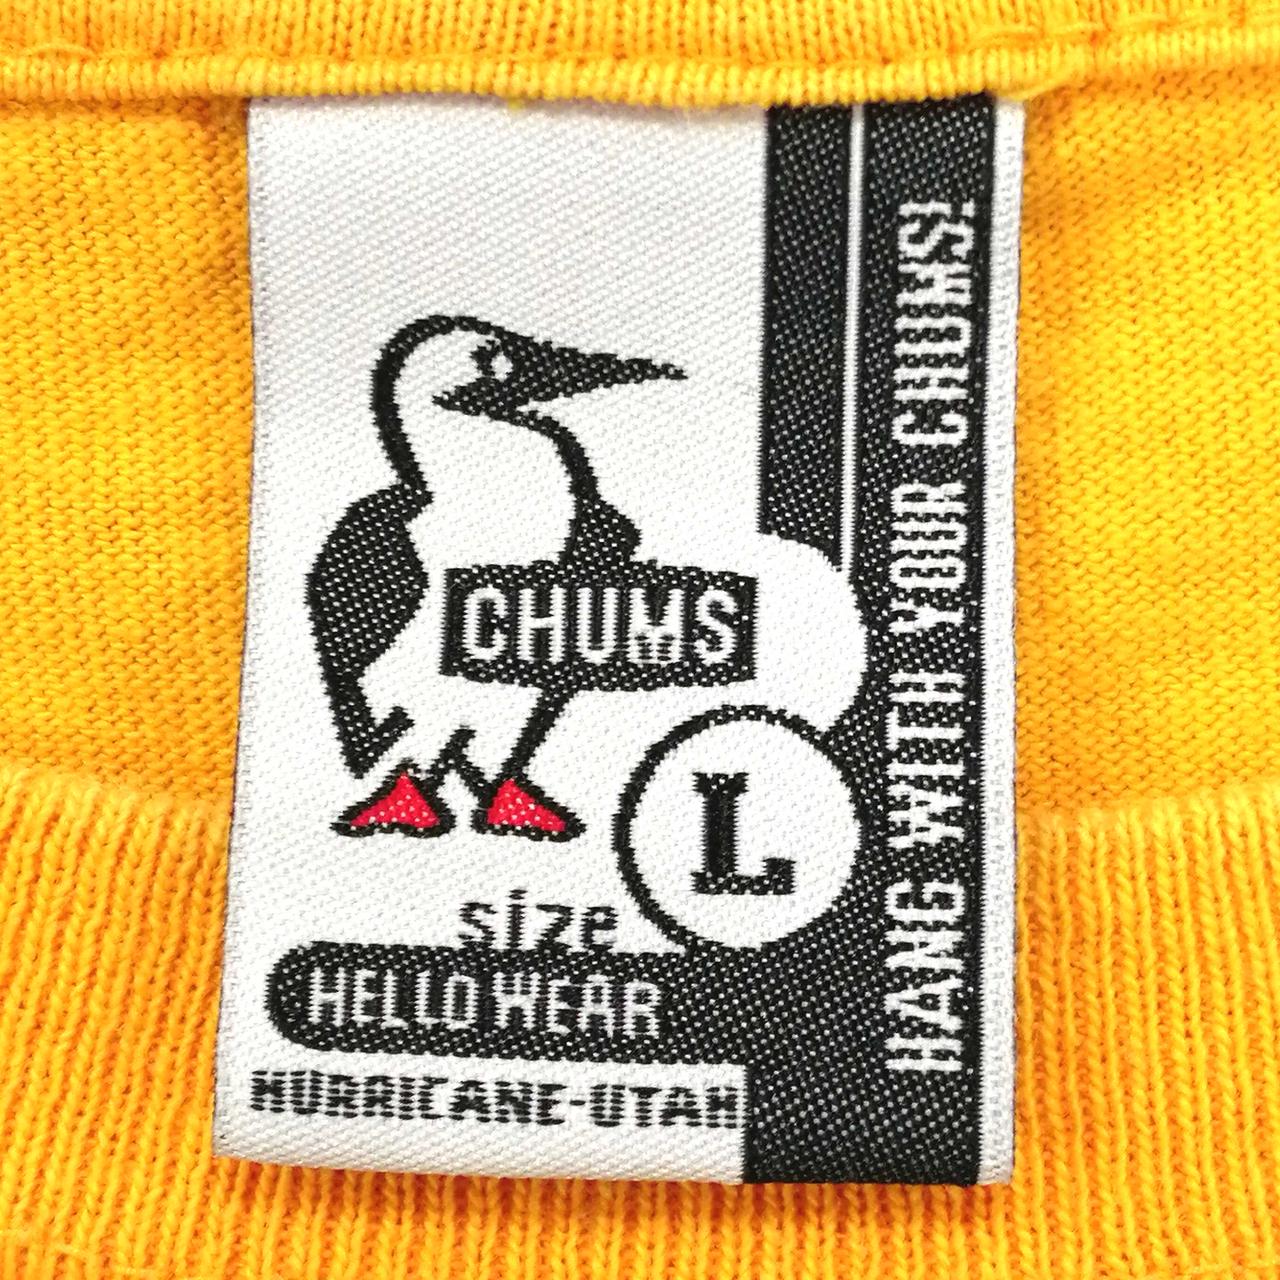 CHUMS
L
size
HELLO WEAR
HURRICANE-UTAH
HANG WITH YOUR CHUMS!